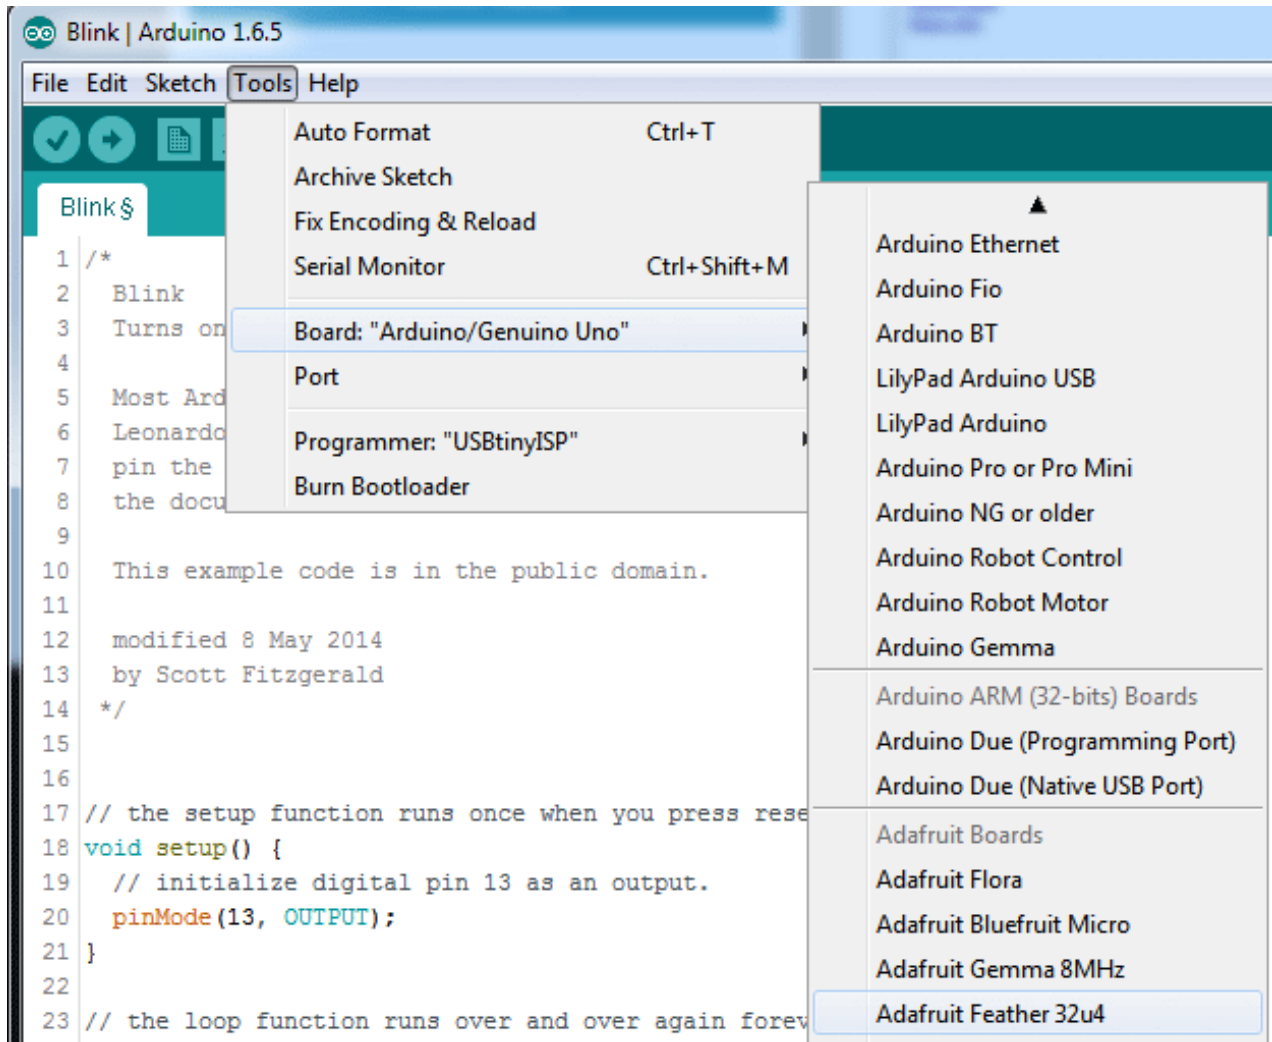 Blink | Arduino 1.6.5
File Edit Sketch Tools Help
Auto Format Ctrl+T
Archive Sketch
Fix Encoding & Reload
Serial Monitor Ctrl+Shift+M
Board: "Arduino/Genuino Uno"
Port
Programmer: "USBtinyISP"
Burn Bootloader
Arduino Ethernet
Arduino Fio
Arduino BT
LilyPad Arduino USB
LilyPad Arduino
Arduino Pro or Pro Mini
Arduino NG or older
Arduino Robot Control
Arduino Robot Motor
Arduino Gemma
Arduino ARM (32-bits) Boards
Arduino Due (Programming Port)
Arduino Due (Native USB Port)
Adafruit Boards
Adafruit Flora
Adafruit Bluefruit Micro
Adafruit Gemma 8MHz
Adafruit Feather 32u4
Blink §
1 /*
2 Blink
3 Turns on
4
5 Most Ard
6 Leonardo
7 pin the
8 the docu
9
10 This example code is in the public domain.
11
12 modified 8 May 2014
13 by Scott Fitzgerald
14 */
15
16
17 // the setup function runs once when you press rese
18 void setup() {
19 // initialize digital pin 13 as an output.
20 pinMode(13, OUTPUT);
21 }
22
23 // the loop function runs over and over again forev